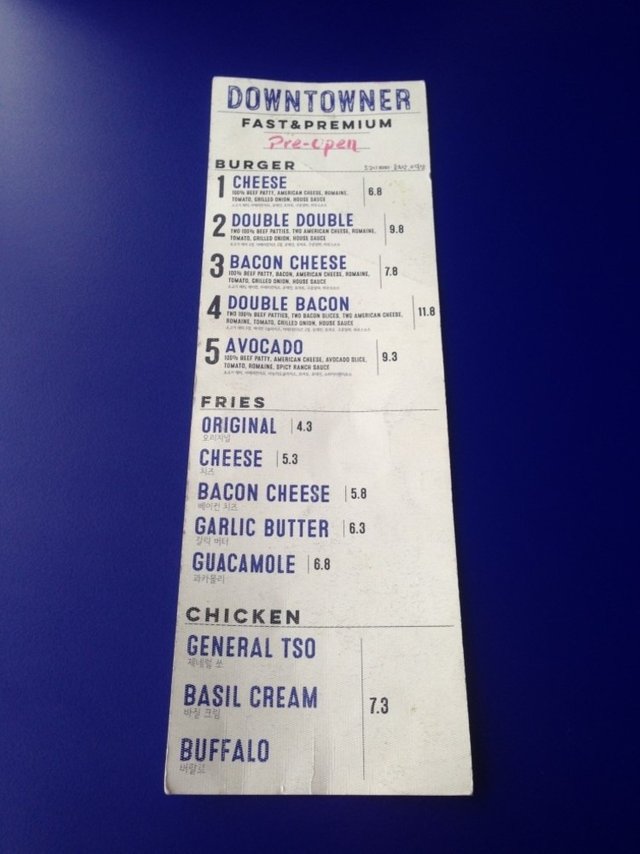 DOWNTOWNER
FAST&PREMIUM
Pre-Open
BURGER
1 CHEESE 6.8
100% BEEF PATTY, AMERICAN CHEESE, ROMAINE,
TOMATO, GRILLED ONION, HOUSE SAUCE
2 DOUBLE DOUBLE 9.8
TWO 100% BEEF PATTIES, TWO AMERICAN CHEESE, ROMAINE,
TOMATO, GRILLED ONION, HOUSE SAUCE
3 BACON CHEESE 7.8
100% BEEF PATTY, BACON, AMERICAN CHEESE, ROMAINE,
TOMATO, GRILLED ONION, HOUSE SAUCE
4 DOUBLE BACON 11.8
TWO 100% BEEF PATTIES, TWO BACON SLICES, TWO AMERICAN CHEESE,
ROMAINE, TOMATO, GRILLED ONION, HOUSE SAUCE
5 AVOCADO 9.3
100% BEEF PATTY, AMERICAN CHEESE, AVOCADO SLICE,
TOMATO, ROMAINE, SPICY RANCH SAUCE
FRIES
ORIGINAL 4.3
오리지널
CHEESE 5.3
치즈
BACON CHEESE 5.8
베이컨 치즈
GARLIC BUTTER 6.3
갈릭 버터
GUACAMOLE 6.8
과카몰리
CHICKEN
GENERAL TSO
제네럴 쏘
BASIL CREAM 7.3
바질 크림
BUFFALO
버팔로